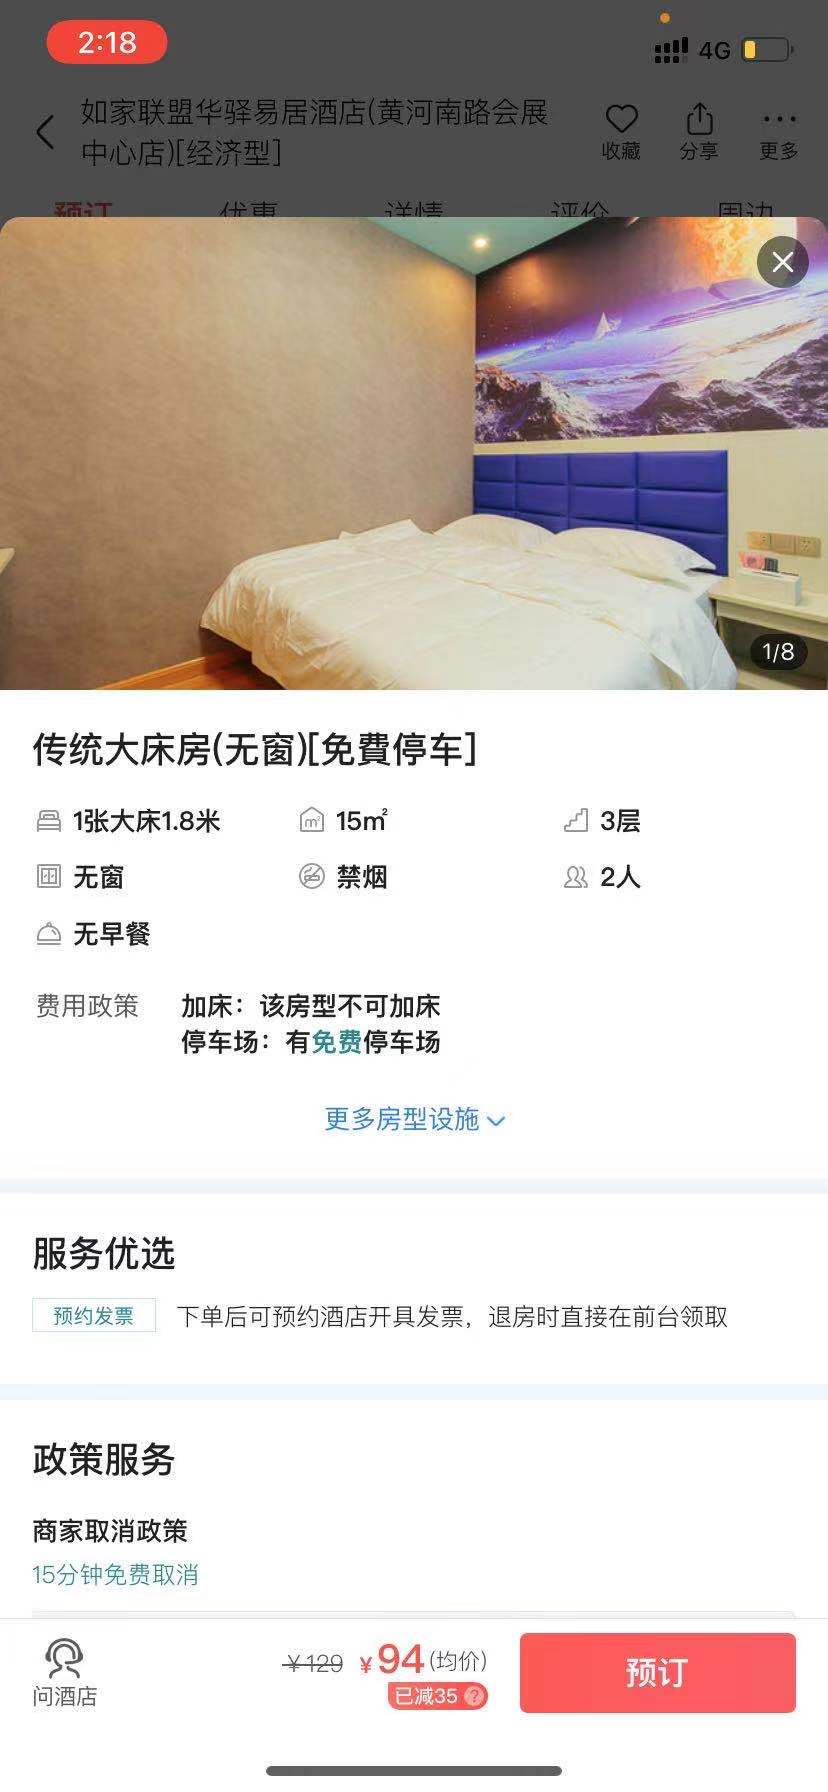 2:18
4G
如家联盟华驿易居酒店(黄河南路会展
中心店)[经济型]
收藏
分享
更多
预订
优惠
详情
评价
周边
1/8
传统大床房(无窗)[免費停车]
1张大床1.8米
15㎡
3层
无窗
禁烟
2人
无早餐
费用政策
加床：该房型不可加床
停车场：有免费停车场
更多房型设施
服务优选
预约发票
下单后可预约酒店开具发票，退房时直接在前台领取
政策服务
商家取消政策
15分钟免费取消
问酒店
¥129 ¥94(均价)
已减35 ?
预订